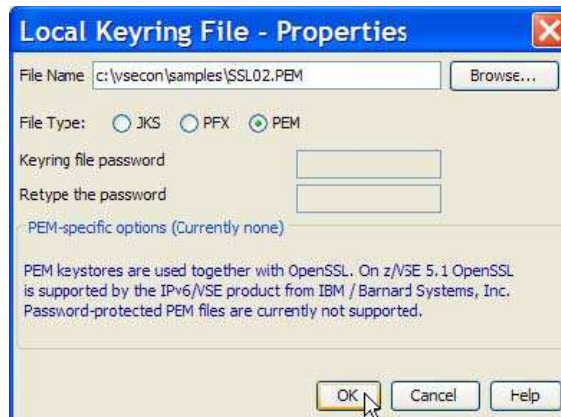 Local Keyring File - Properties
File Name c:\vsecon\samples\SSL02.PEM Browse...
File Type: JKS PFX PEM
Keyring file password
Retype the password
PEM-specific options (Currently none)
PEM keystores are used together with OpenSSL. On z/VSE 5.1 OpenSSL
is supported by the IPv6/VSE product from IBM / Barnard Systems, Inc.
Password-protected PEM files are currently not supported.
OK Cancel Help